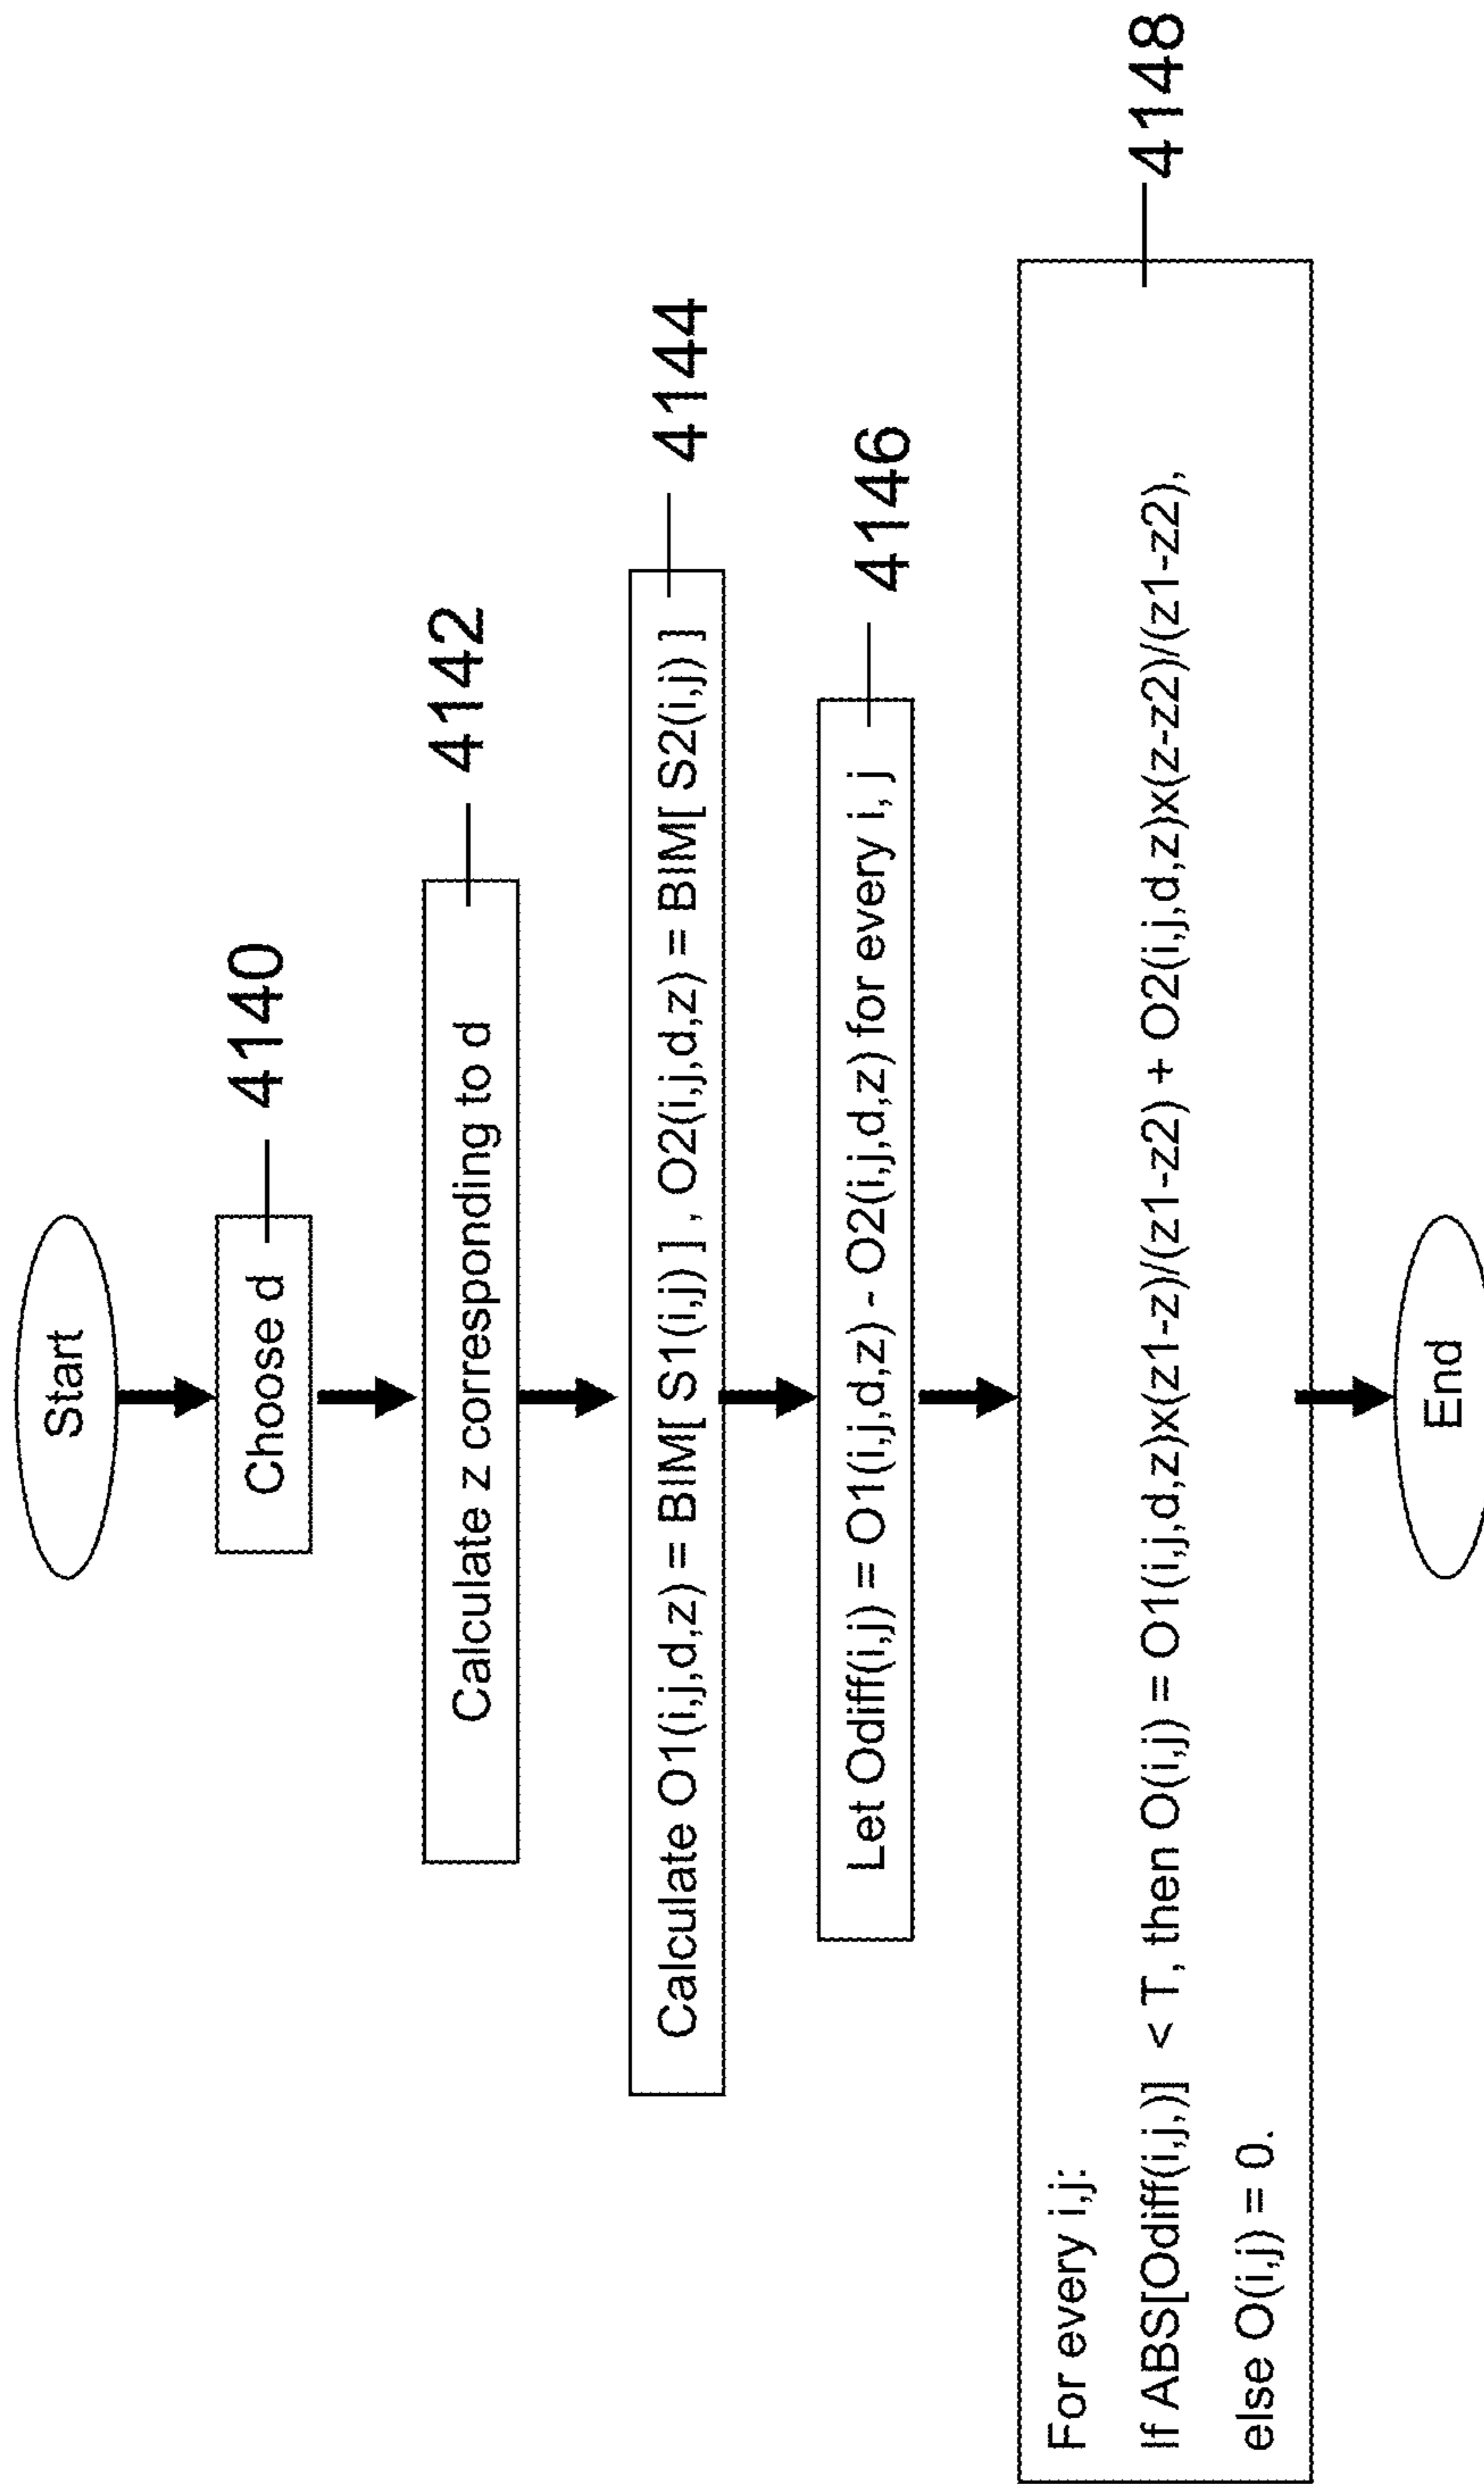 Start
Choose d
4140
Calculate z corresponding to d
4142
Calculate O1(i,j,d,z) = BIM[ S1(i,j) ] , O2(i,j,d,z) = BIM[ S2(i,j) ]
4144
Let Odiff(i,j) = O1(i,j,d,z) - O2(i,j,d,z) for every i, j
4146
For every i,j:
If ABS[Odiff(i,j,)] < T, then O(i,j) = O1(i,j,d,z)x(z1-z)/(z1-z2) + O2(i,j,d,z)x(z-z2)/(z1-z2),
else O(i,j) = 0.
4148
End